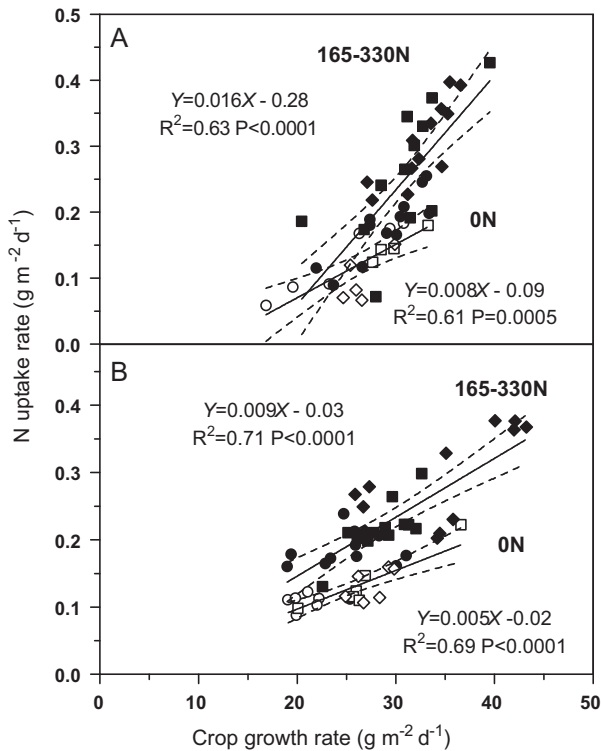 A
165-330N
Y=0.016X - 0.28
R²=0.63 P<0.0001
0N
Y=0.008X - 0.09
R²=0.61 P=0.0005
0.5
0.4
0.3
0.2
0.1
0.0
B
165-330N
Y=0.009X - 0.03
R²=0.71 P<0.0001
0N
Y=0.005X - 0.02
R²=0.69 P<0.0001
0.4
0.3
0.2
0.1
0.0
N uptake rate (g m⁻² d⁻¹)
0 10 20 30 40 50
Crop growth rate (g m⁻² d⁻¹)